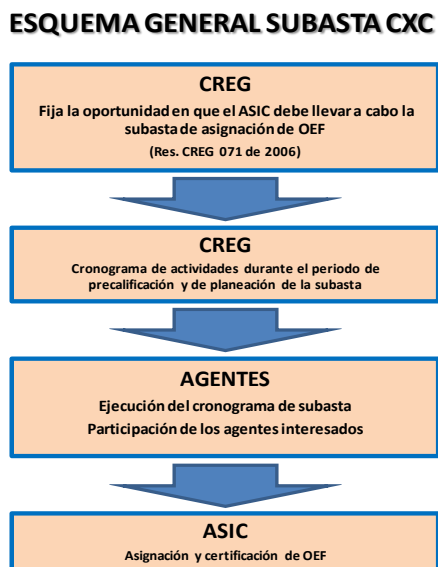 ESQUEMA GENERAL SUBASTA CXC
CREG
Fija la oportunidad en que el ASIC debe llevar a cabo la
subasta de asignación de OEF
(Res. CREG 071 de 2006)
CREG
Cronograma de actividades durante el periodo de
precalificación y de planeación de la subasta
AGENTES
Ejecución del cronograma de subasta
Participación de los agentes interesados
ASIC
Asignación y certificación de OEF